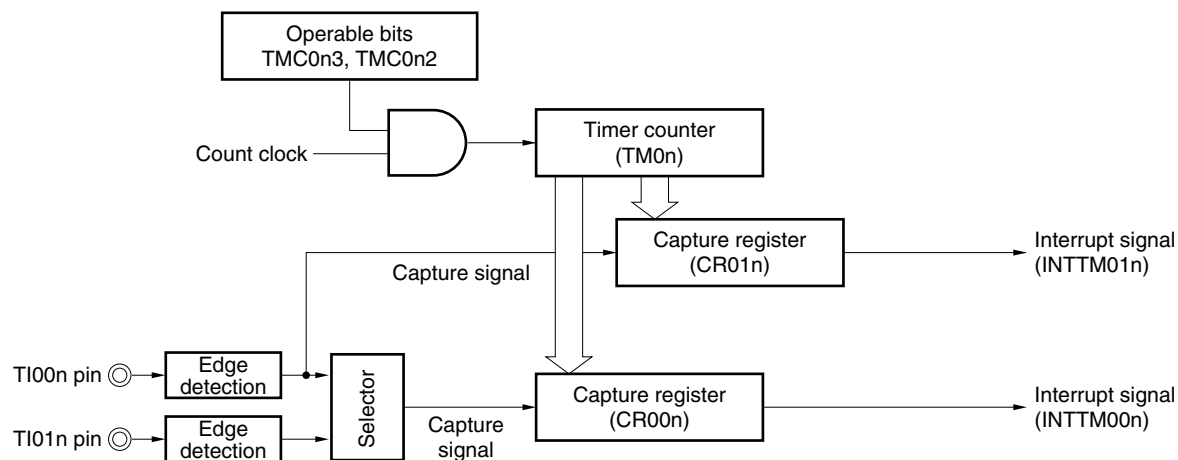 Operable bits
TMC0n3, TMC0n2
Count clock
Timer counter
(TM0n)
Capture register
(CR01n)
Interrupt signal
(INTTM01n)
Capture signal
TI00n pin
Edge
detection
Selector
TI01n pin
Edge
detection
Capture
signal
Capture register
(CR00n)
Interrupt signal
(INTTM00n)